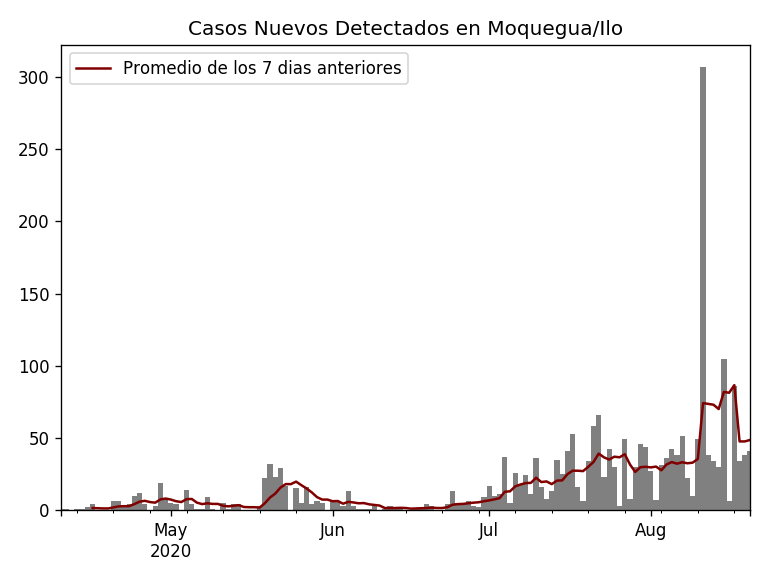 Casos Nuevos Detectados en Moquegua/Ilo
Promedio de los 7 dias anteriores
300
250
200
150
100
50
0
May
2020
Jun
Jul
Aug